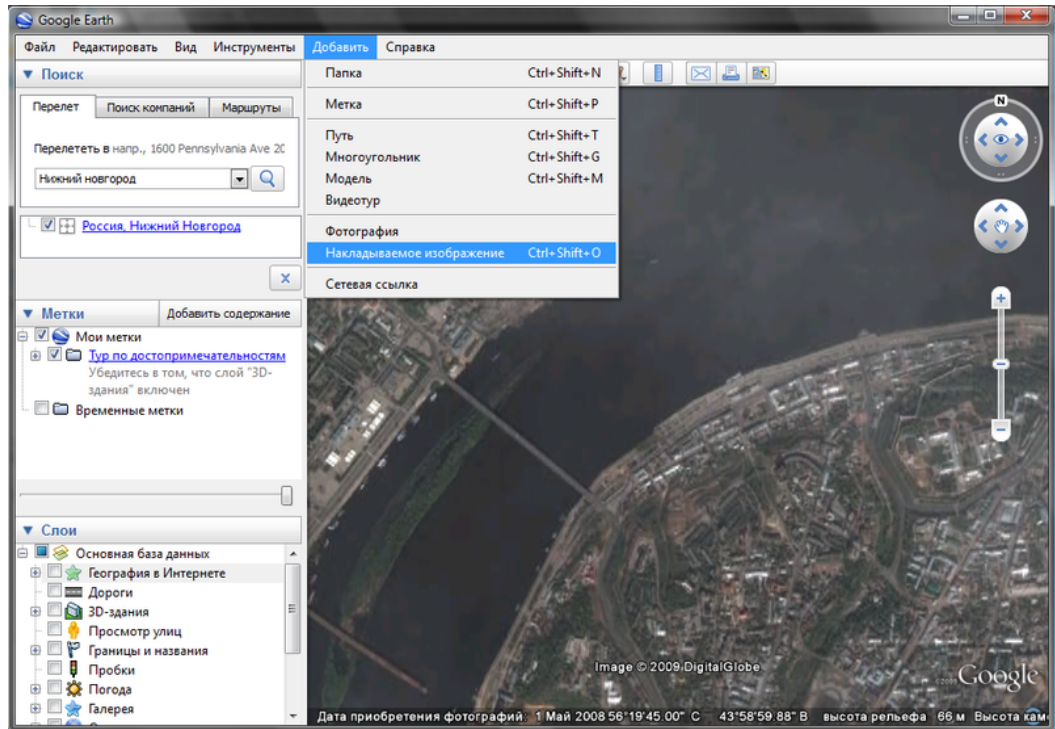 Google Earth
Файл Редактировать Вид Инструменты Добавить Справка
Поиск
Перелет Поиск компаний Маршруты
Перелететь в напр., 1600 Pennsylvania Ave 20
Нижний новгород
Россия, Нижний Новгород
Папка Ctrl+Shift+N
Метка Ctrl+Shift+P
Путь Ctrl+Shift+T
Многоугольник Ctrl+Shift+G
Модель Ctrl+Shift+M
Видеотур
Фотография
Накладываемое изображение Ctrl+Shift+O
Сетевая ссылка
N
Метки Добавить содержание
Мои метки
Тур по достопримечательностям
Убедитесь в том, что слой "3D-
здания" включен
Временные метки
Слои
Основная база данных
География в Интернете
Дороги
3D-здания
Просмотр улиц
Границы и названия
Пробки
Погода
Галерея
Image © 2009 DigitalGlobe
Google
Дата приобретения фотографий: 1 Май 2008 56°19'45.00" С 43°58'59.88" В высота рельефа 66 м Высота кам